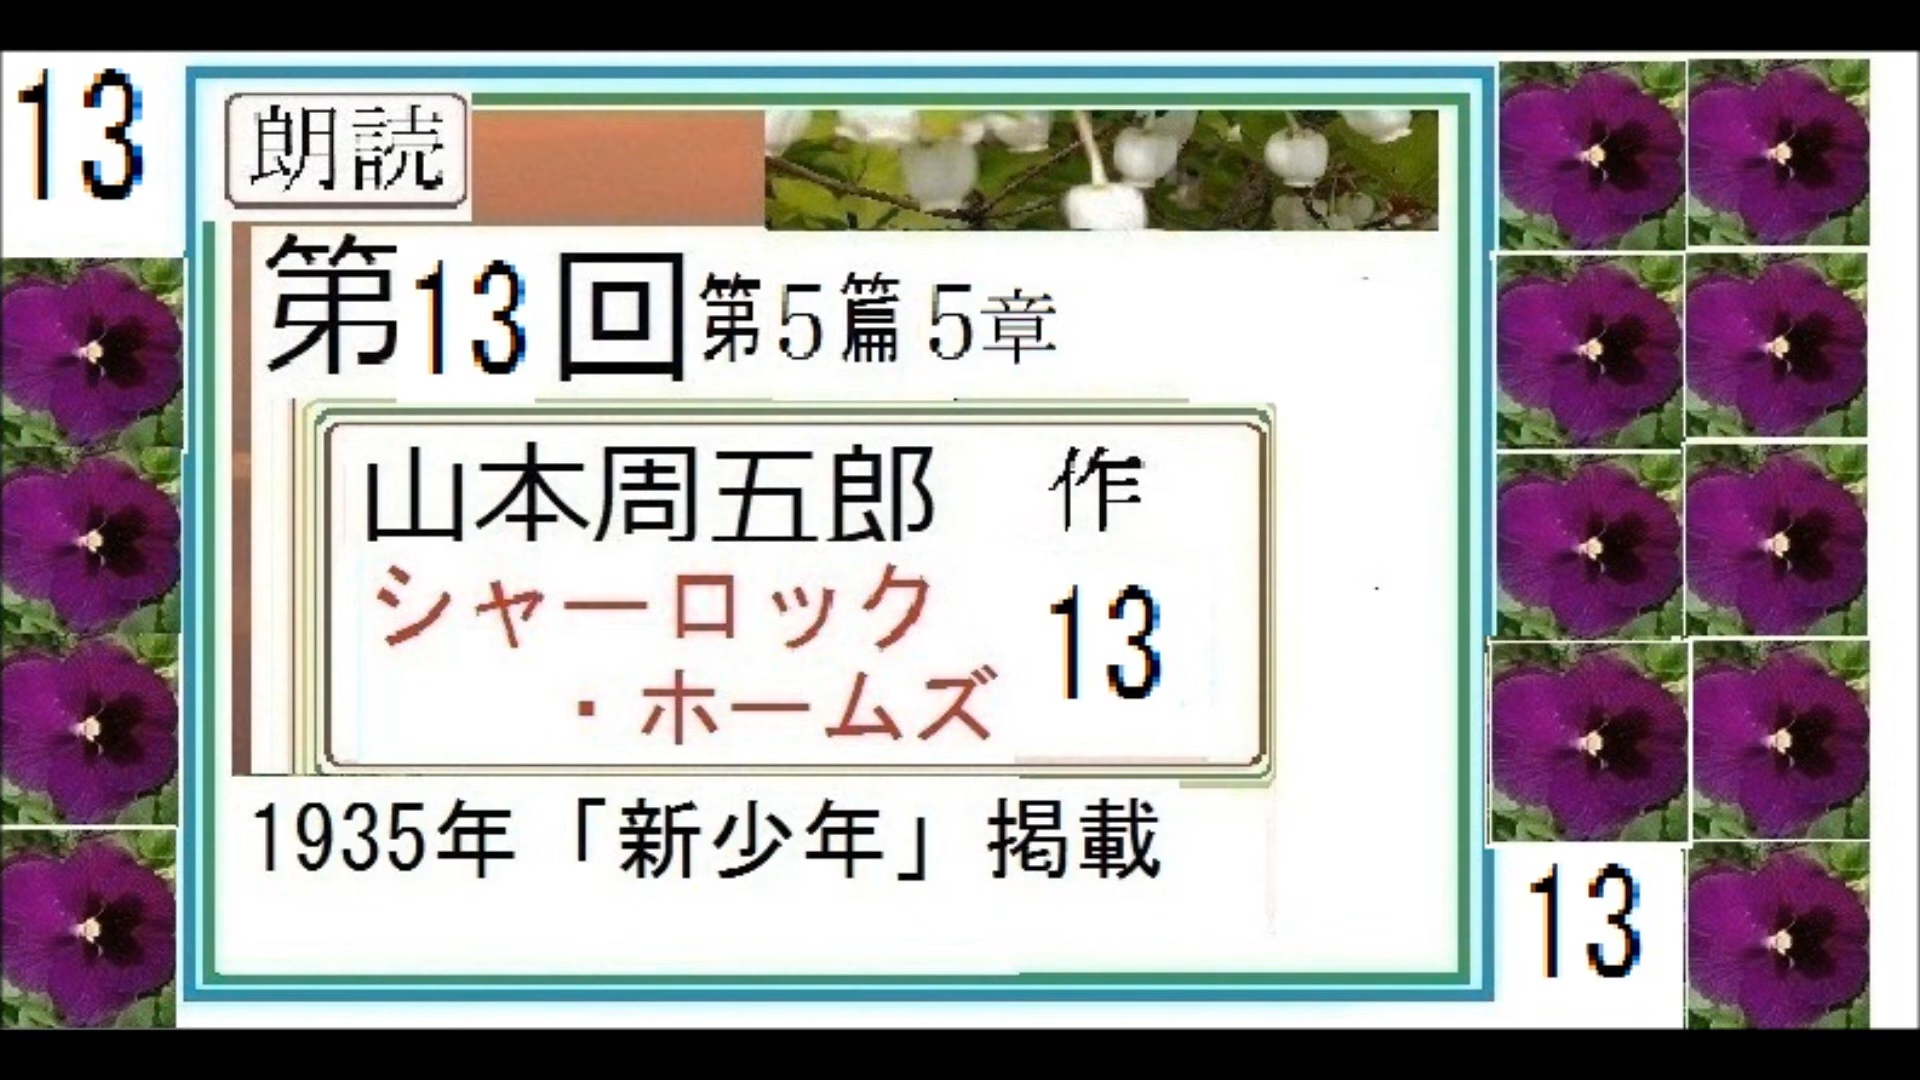 13
朗読
第13回第5篇5章
山本周五郎 作
シャーロック
・ホームズ 13
1935年「新少年」掲載
13